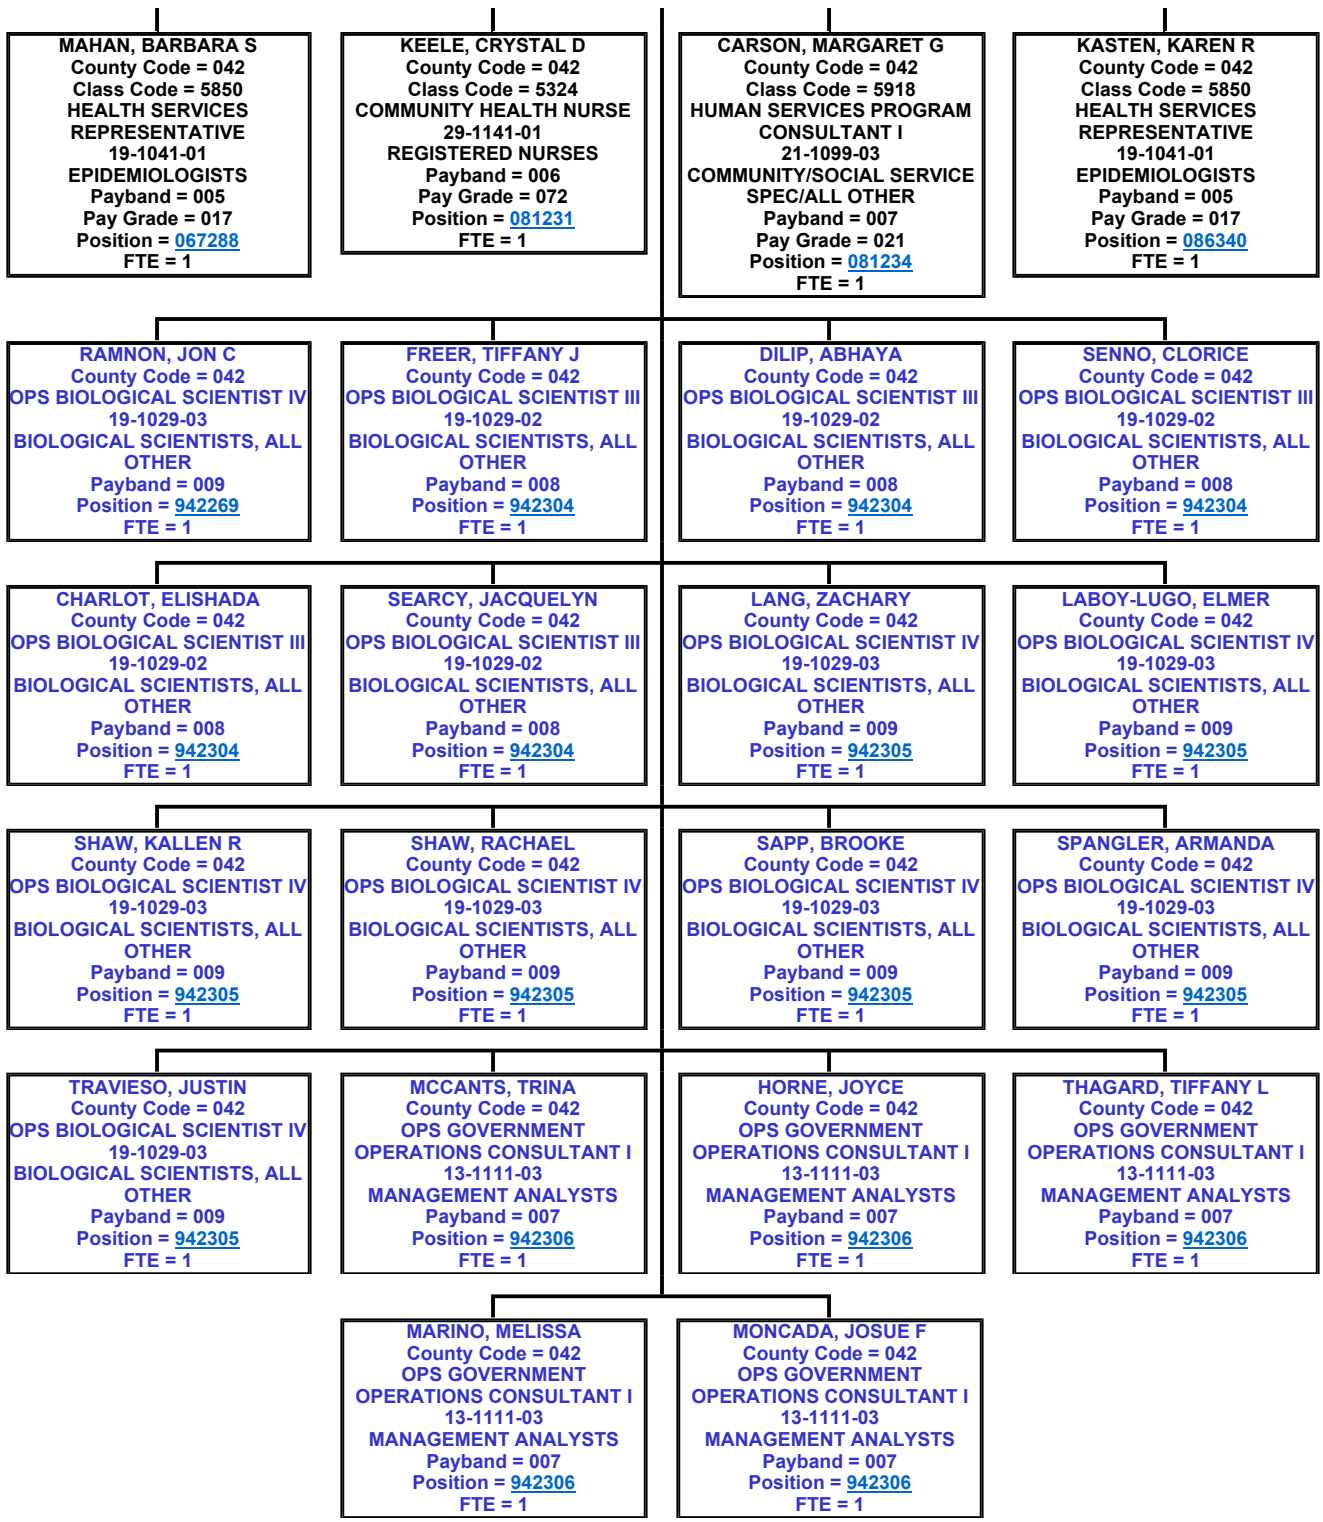 MAHAN, BARBARA S
County Code = 042
Class Code = 5850
HEALTH SERVICES
REPRESENTATIVE
19-1041-01
EPIDEMIOLOGISTS
Payband = 005
Pay Grade = 017
Position = 067288
FTE = 1
KEELE, CRYSTAL D
County Code = 042
Class Code = 5324
COMMUNITY HEALTH NURSE
29-1141-01
REGISTERED NURSES
Payband = 006
Pay Grade = 072
Position = 081231
FTE = 1
CARSON, MARGARET G
County Code = 042
Class Code = 5918
HUMAN SERVICES PROGRAM
CONSULTANT I
21-1099-03
COMMUNITY/SOCIAL SERVICE
SPEC/ALL OTHER
Payband = 007
Pay Grade = 021
Position = 081234
FTE = 1
KASTEN, KAREN R
County Code = 042
Class Code = 5850
HEALTH SERVICES
REPRESENTATIVE
19-1041-01
EPIDEMIOLOGISTS
Payband = 005
Pay Grade = 017
Position = 086340
FTE = 1
RAMNON, JON C
County Code = 042
OPS BIOLOGICAL SCIENTIST IV
19-1029-03
BIOLOGICAL SCIENTISTS, ALL
OTHER
Payband = 009
Position = 942269
FTE = 1
FREER, TIFFANY J
County Code = 042
OPS BIOLOGICAL SCIENTIST III
19-1029-02
BIOLOGICAL SCIENTISTS, ALL
OTHER
Payband = 008
Position = 942304
FTE = 1
DILIP, ABHAYA
County Code = 042
OPS BIOLOGICAL SCIENTIST III
19-1029-02
BIOLOGICAL SCIENTISTS, ALL
OTHER
Payband = 008
Position = 942304
FTE = 1
SENNO, CLORICE
County Code = 042
OPS BIOLOGICAL SCIENTIST III
19-1029-02
BIOLOGICAL SCIENTISTS, ALL
OTHER
Payband = 008
Position = 942304
FTE = 1
CHARLOT, ELISHADA
County Code = 042
OPS BIOLOGICAL SCIENTIST III
19-1029-02
BIOLOGICAL SCIENTISTS, ALL
OTHER
Payband = 008
Position = 942304
FTE = 1
SEARCY, JACQUELYN
County Code = 042
OPS BIOLOGICAL SCIENTIST III
19-1029-02
BIOLOGICAL SCIENTISTS, ALL
OTHER
Payband = 008
Position = 942304
FTE = 1
LANG, ZACHARY
County Code = 042
OPS BIOLOGICAL SCIENTIST IV
19-1029-03
BIOLOGICAL SCIENTISTS, ALL
OTHER
Payband = 009
Position = 942305
FTE = 1
LABOY-LUGO, ELMER
County Code = 042
OPS BIOLOGICAL SCIENTIST IV
19-1029-03
BIOLOGICAL SCIENTISTS, ALL
OTHER
Payband = 009
Position = 942305
FTE = 1
SHAW, KALLEN R
County Code = 042
OPS BIOLOGICAL SCIENTIST IV
19-1029-03
BIOLOGICAL SCIENTISTS, ALL
OTHER
Payband = 009
Position = 942305
FTE = 1
SHAW, RACHAEL
County Code = 042
OPS BIOLOGICAL SCIENTIST IV
19-1029-03
BIOLOGICAL SCIENTISTS, ALL
OTHER
Payband = 009
Position = 942305
FTE = 1
SAPP, BROOKE
County Code = 042
OPS BIOLOGICAL SCIENTIST IV
19-1029-03
BIOLOGICAL SCIENTISTS, ALL
OTHER
Payband = 009
Position = 942305
FTE = 1
SPANGLER, ARMANDA
County Code = 042
OPS BIOLOGICAL SCIENTIST IV
19-1029-03
BIOLOGICAL SCIENTISTS, ALL
OTHER
Payband = 009
Position = 942305
FTE = 1
TRAVIESO, JUSTIN
County Code = 042
OPS BIOLOGICAL SCIENTIST IV
19-1029-03
BIOLOGICAL SCIENTISTS, ALL
OTHER
Payband = 009
Position = 942305
FTE = 1
MCCANTS, TRINA
County Code = 042
OPS GOVERNMENT
OPERATIONS CONSULTANT I
13-1111-03
MANAGEMENT ANALYSTS
Payband = 007
Position = 942306
FTE = 1
HORNE, JOYCE
County Code = 042
OPS GOVERNMENT
OPERATIONS CONSULTANT I
13-1111-03
MANAGEMENT ANALYSTS
Payband = 007
Position = 942306
FTE = 1
THAGARD, TIFFANY L
County Code = 042
OPS GOVERNMENT
OPERATIONS CONSULTANT I
13-1111-03
MANAGEMENT ANALYSTS
Payband = 007
Position = 942306
FTE = 1
MARINO, MELISSA
County Code = 042
OPS GOVERNMENT
OPERATIONS CONSULTANT I
13-1111-03
MANAGEMENT ANALYSTS
Payband = 007
Position = 942306
FTE = 1
MONCADA, JOSUE F
County Code = 042
OPS GOVERNMENT
OPERATIONS CONSULTANT I
13-1111-03
MANAGEMENT ANALYSTS
Payband = 007
Position = 942306
FTE = 1